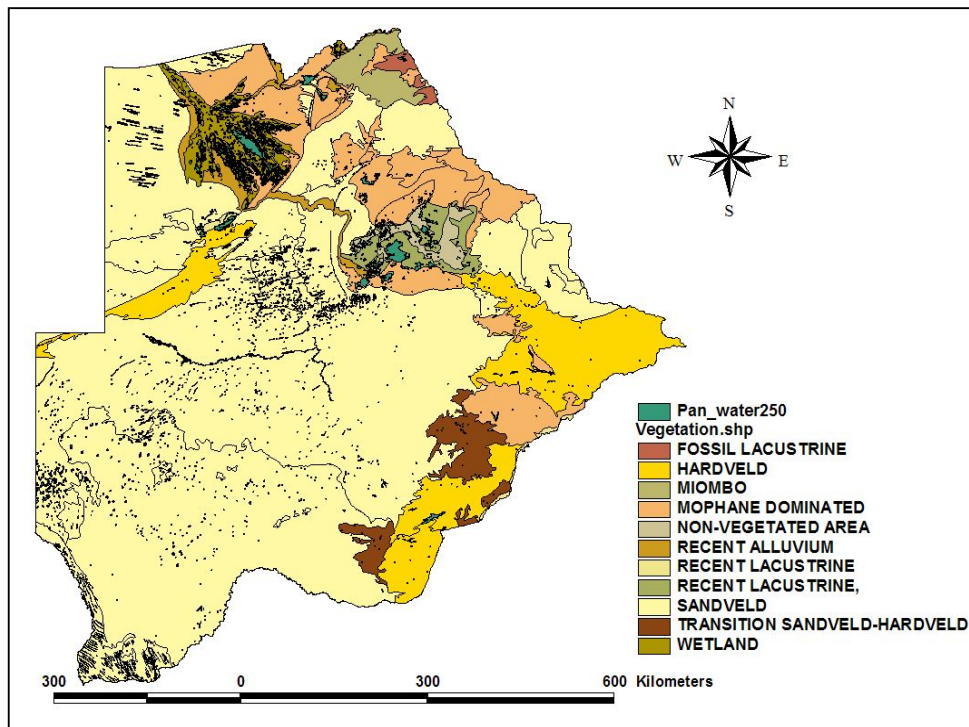 N
W E
S
Pan_water250
Vegetation.shp
FOSSIL LACUSTRINE
HARDVELD
MIOMBO
MOPHANE DOMINATED
NON-VEGETATED AREA
RECENT ALLUVIUM
RECENT LACUSTRINE
RECENT LACUSTRINE,
SANDVELD
TRANSITION SANDVELD-HARDVELD
WETLAND
300 0 300 600 Kilometers